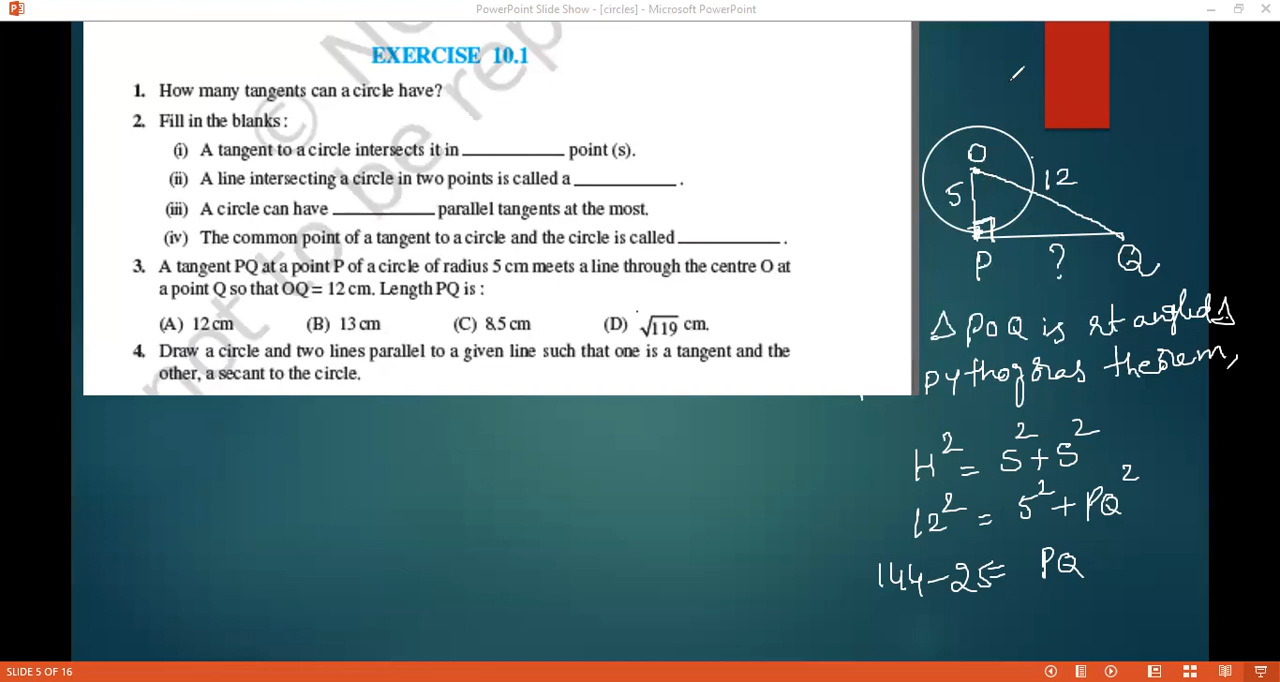 PowerPoint Slide Show - [circles] - Microsoft PowerPoint
EXERCISE 10.1
1. How many tangents can a circle have?
2. Fill in the blanks :
(i) A tangent to a circle intersects it in __________ point (s).
(ii) A line intersecting a circle in two points is called a __________ .
(iii) A circle can have __________ parallel tangents at the most.
(iv) The common point of a tangent to a circle and the circle is called __________ .
3. A tangent PQ at a point P of a circle of radius 5 cm meets a line through the centre O at
a point Q so that OQ = 12 cm. Length PQ is :
(A) 12 cm (B) 13 cm (C) 8.5 cm (D) √119 cm.
4. Draw a circle and two lines parallel to a given line such that one is a tangent and the
other, a secant to the circle.
© N
not to be rep
O
5 12
P ? Q
Δ POQ is rt angled Δ
pythogoras theorem,
H² = S² + S²
12² = 5² + PQ²
144-25= PQ
SLIDE 5 OF 16